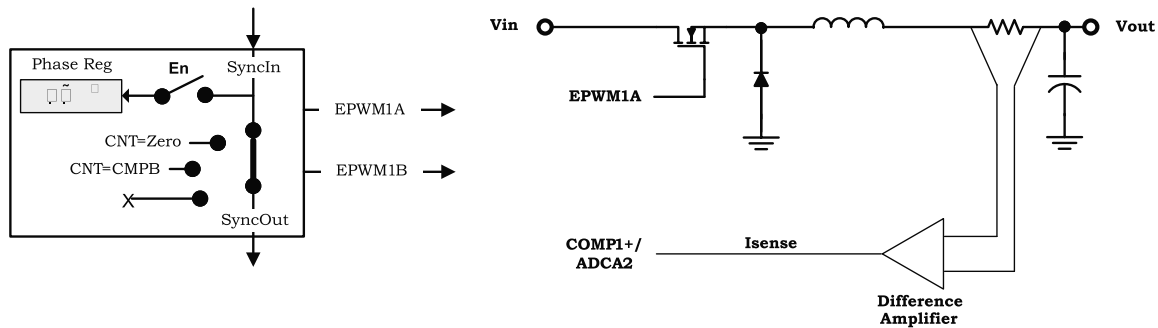 Phase Reg
En
SyncIn
EPWM1A
CNT=Zero
CNT=CMPB
EPWM1B
X
SyncOut
Vin
Vout
EPWM1A
COMP1+/
ADCA2
Isense
Difference
Amplifier